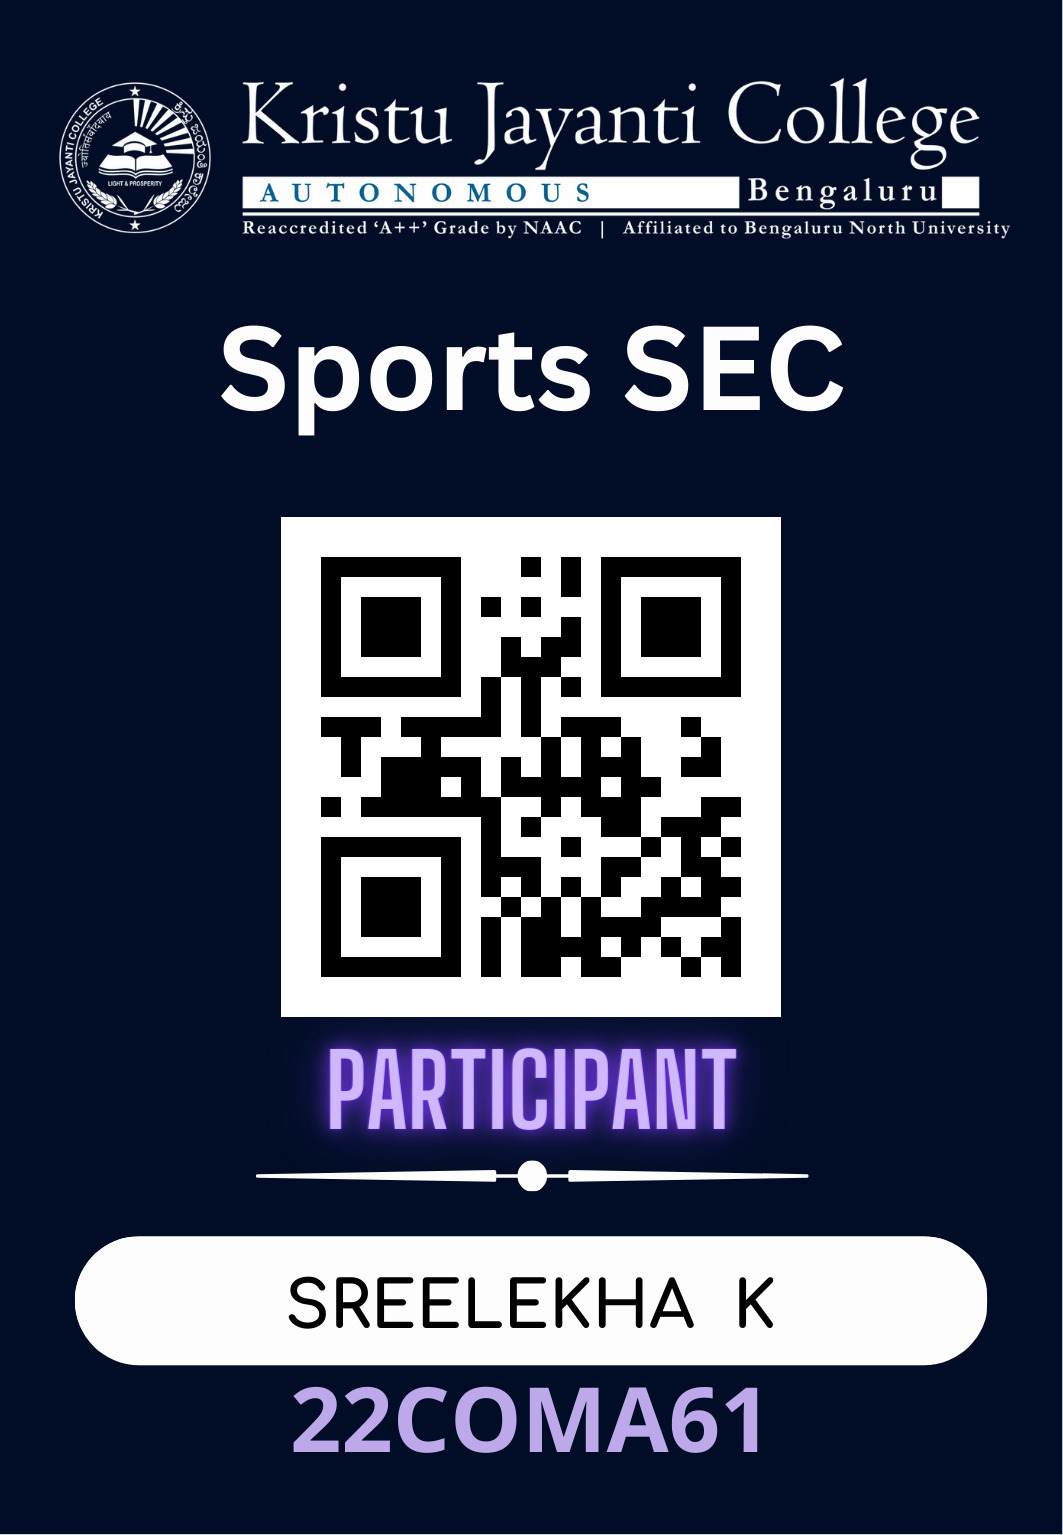 KRISTU JAYANTI COLLEGE
ಕ್ರಿಸ್ತು ಜಯಂತಿ ಕಾಲೇಜು
LIGHT & PROSPERITY
Kristu Jayanti College
AUTONOMOUS Bengaluru
Reaccredited ‘A++’ Grade by NAAC | Affiliated to Bengaluru North University
Sports SEC
PARTICIPANT
SREELEKHA K
22COMA61